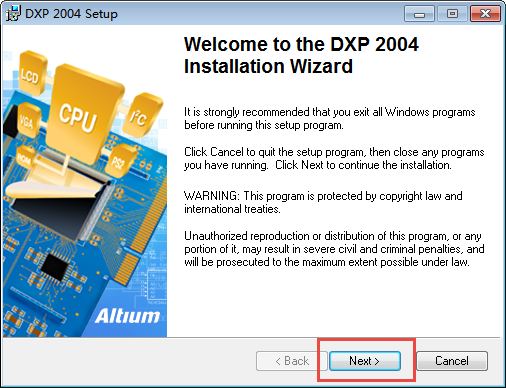 DXP 2004 Setup
Welcome to the DXP 2004
Installation Wizard
It is strongly recommended that you exit all Windows programs
before running this setup program.
Click Cancel to quit the setup program, then close any programs
you have running. Click Next to continue the installation.
WARNING: This program is protected by copyright law and
international treaties.
Unauthorized reproduction or distribution of this program, or any
portion of it, may result in severe civil and criminal penalties, and
will be prosecuted to the maximum extent possible under law.
LCD
CPU
I²C
VGA
ROM
PS2
Altıum
< Back
Next >
Cancel